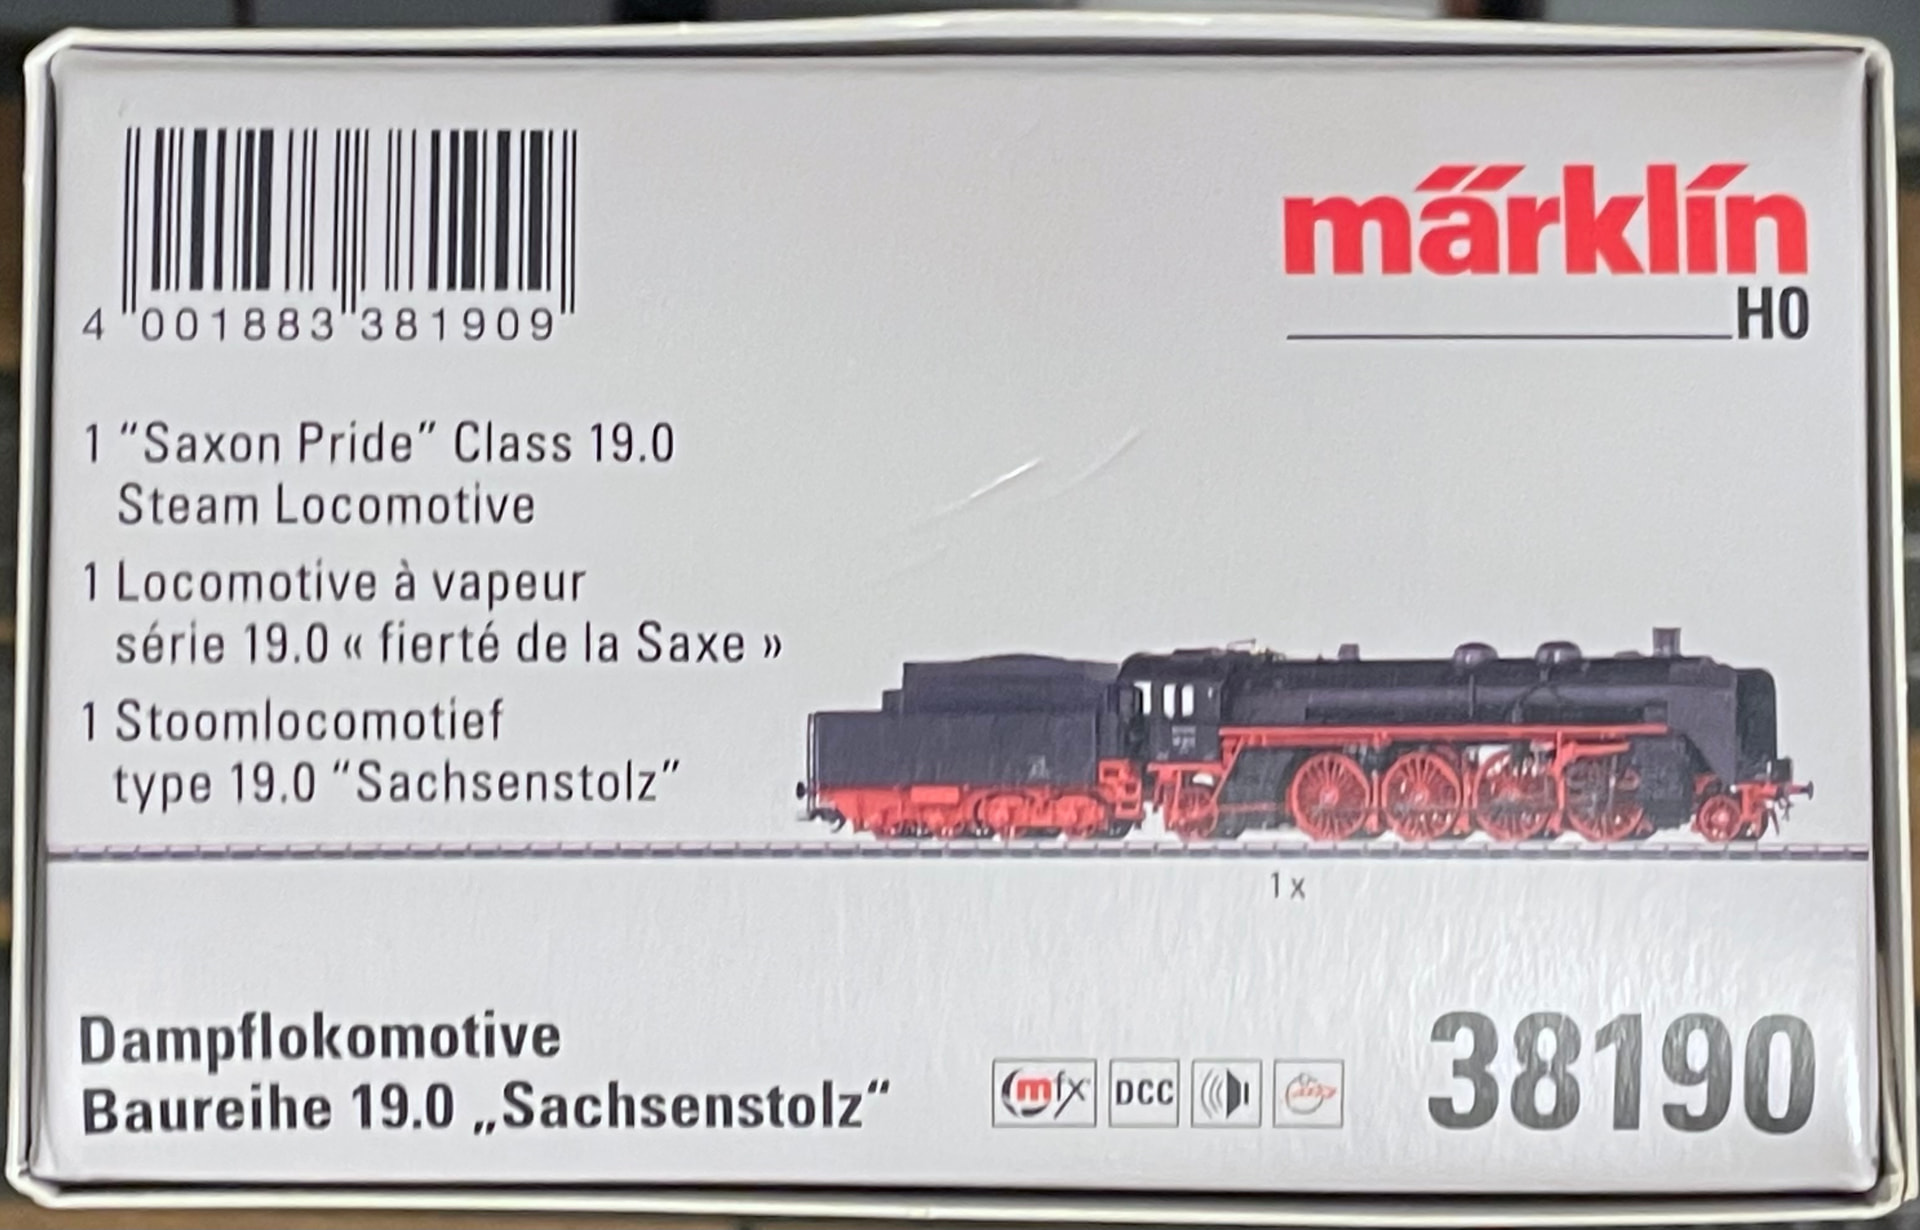 märklín
H0
4 001883 381909
1 “Saxon Pride” Class 19.0
Steam Locomotive
1 Locomotive à vapeur
série 19.0 « fierté de la Saxe »
1 Stoomlocomotief
type 19.0 “Sachsenstolz”
1 x
Dampflokomotive
Baureihe 19.0 „Sachsenstolz“
mfx DCC
38190